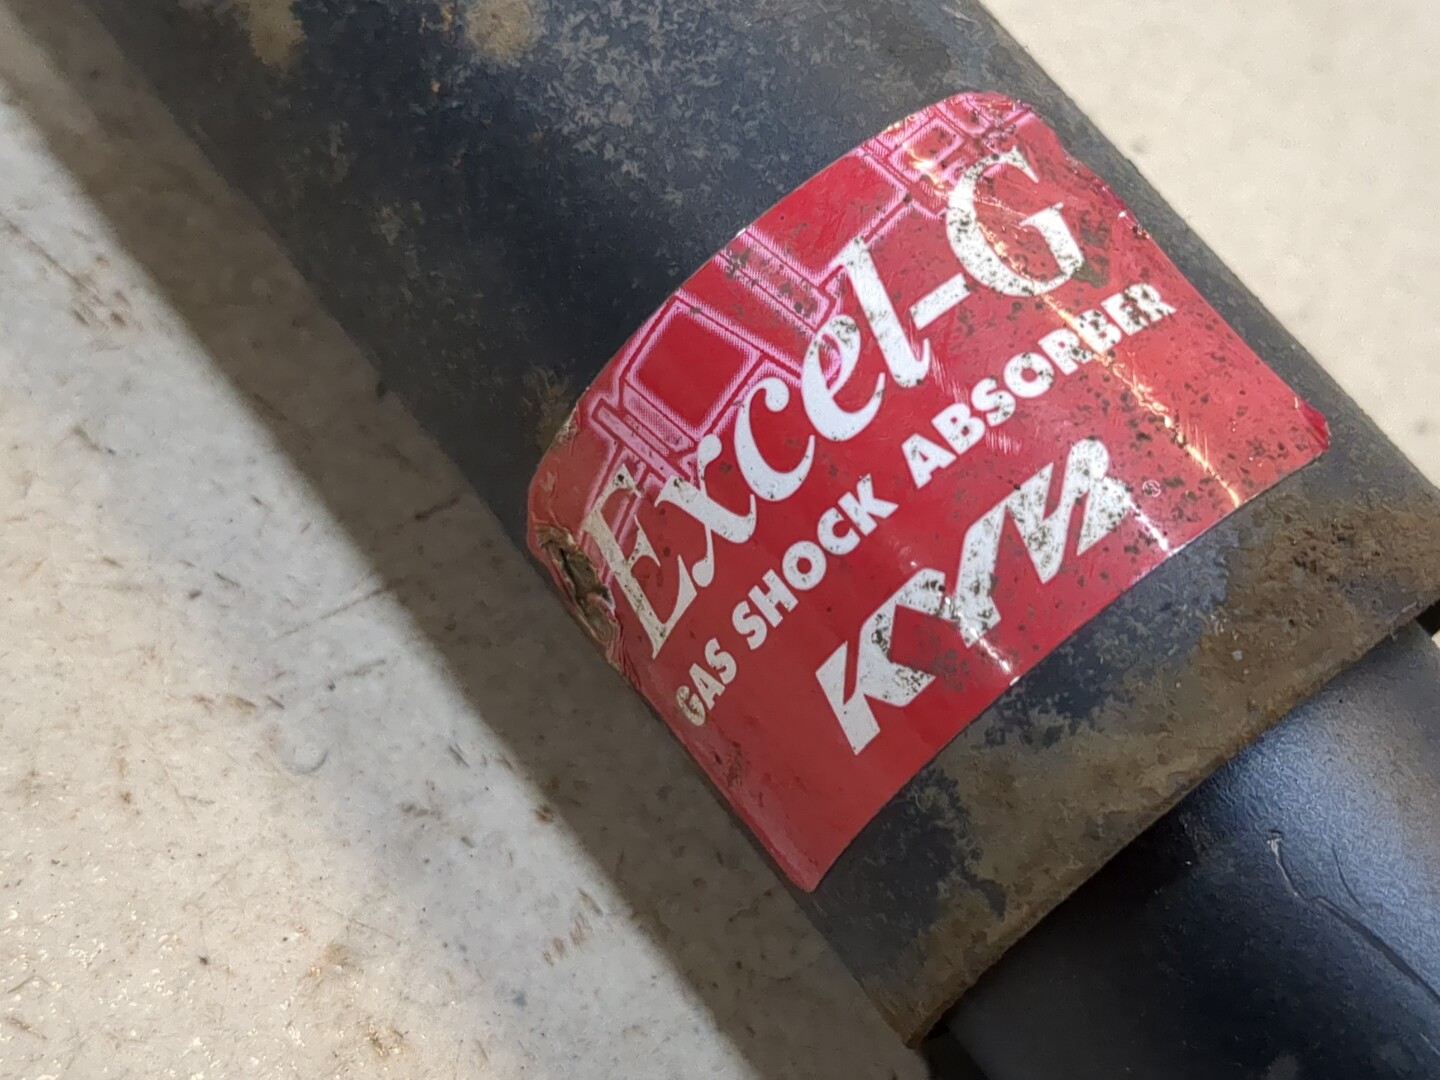 Excel-G
GAS SHOCK ABSORBER
KYB ®